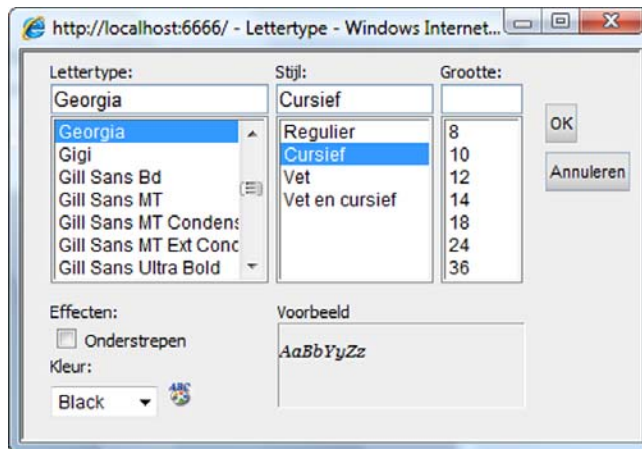 http://localhost:6666/ - Lettertype - Windows Internet...
Lettertype:
Georgia
Georgia
Gigi
Gill Sans Bd
Gill Sans MT
Gill Sans MT Condens
Gill Sans MT Ext Conc
Gill Sans Ultra Bold
Stijl:
Cursief
Regulier
Cursief
Vet
Vet en cursief
Grootte:
8
10
12
14
18
24
36
OK
Annuleren
Effecten:
Onderstrepen
Kleur:
Black
ABC
Voorbeeld
AaBbYyZz